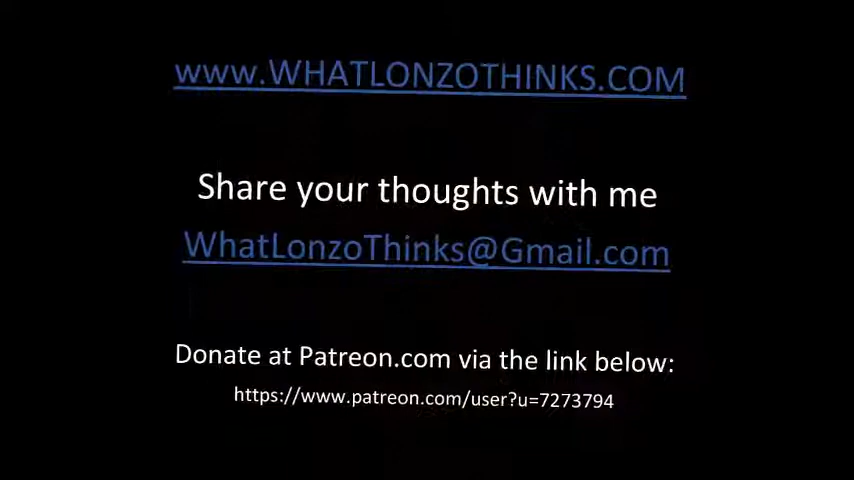 www.WHATLONZOTHINKS.COM
Share your thoughts with me
WhatLonzoThinks@Gmail.com
Donate at Patreon.com via the link below:
https://www.patreon.com/user?u=7273794